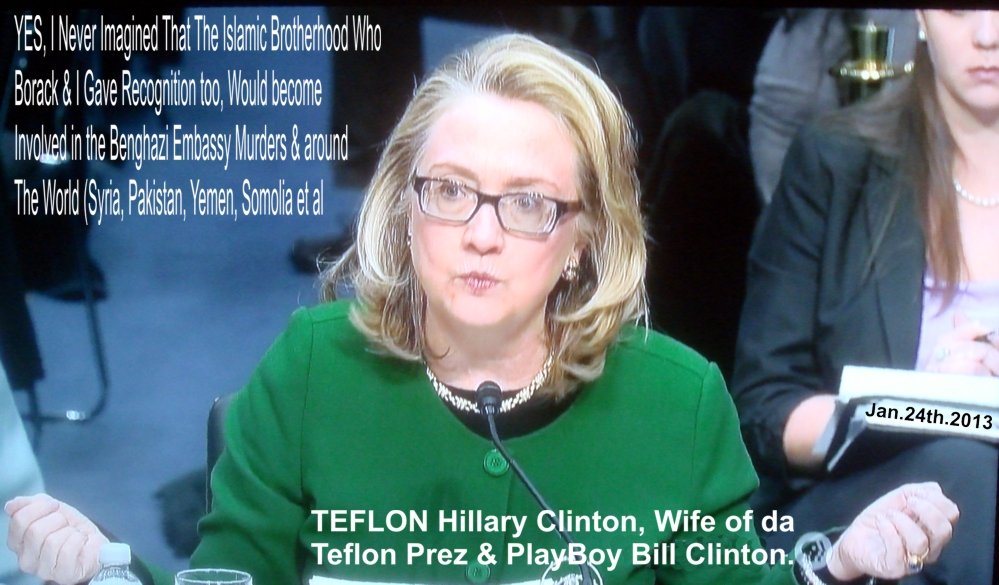 YES, I Never Imagined That The Islamic Brotherhood Who
Borack & I Gave Recognition too, Would become
Involved in the Benghazi Embassy Murders & around
The World (Syria, Pakistan, Yemen, Somolia et al
Jan.24th.2013
TEFLON Hillary Clinton, Wife of da
Teflon Prez & PlayBoy Bill Clinton.